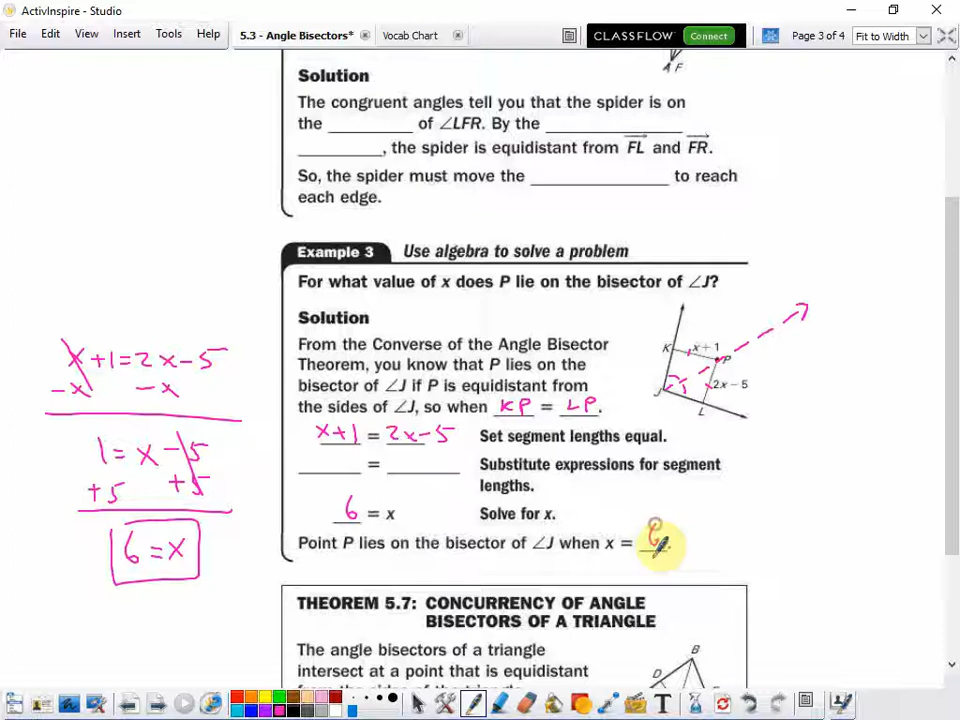 ActivInspire - Studio
File Edit View Insert Tools Help 5.3 - Angle Bisectors* Vocab Chart CLASSFLOW Connect Page 3 of 4 Fit to Width
A F
Solution
The congruent angles tell you that the spider is on
the ____________ of ∠LFR. By the ____________
____________, the spider is equidistant from FL and FR.
So, the spider must move the ____________ to reach
each edge.
Example 3 Use algebra to solve a problem
For what value of x does P lie on the bisector of ∠J?
Solution
From the Converse of the Angle Bisector
Theorem, you know that P lies on the
bisector of ∠J if P is equidistant from
the sides of ∠J, so when KP = LP.
x+1 = 2x-5 Set segment lengths equal.
______ = ______ Substitute expressions for segment
lengths.
6 = x Solve for x.
Point P lies on the bisector of ∠J when x = 6.
K x + 1 P
J 2x − 5
L
x+1=2x-5
-x -x
1= x-5
+5 +5
6=x
THEOREM 5.7: CONCURRENCY OF ANGLE
BISECTORS OF A TRIANGLE
The angle bisectors of a triangle
intersect at a point that is equidistant
B
D